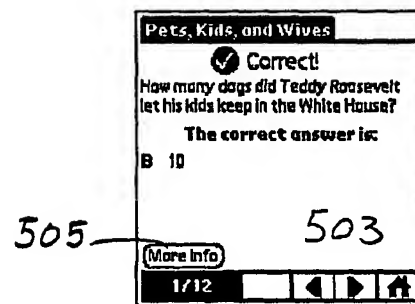 Pets, Kids, and Wives
Correct!
How many dogs did Teddy Roosevelt
let his kids keep in the White House?
The correct answer is:
B 10
505
503
More Info
1/12